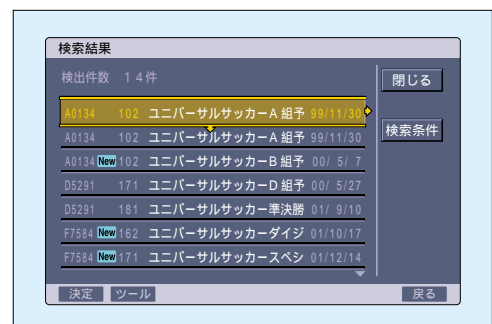 検索結果
検出件数 14件
閉じる
A0134 102 ユニバーサルサッカーA 組予 99/11/30
A0134 102 ユニバーサルサッカーA 組予 99/11/30
検索条件
A0134 New 102 ユニバーサルサッカーB 組予 00/ 5/ 7
D5291 171 ユニバーサルサッカーD 組予 00/ 5/27
D5291 181 ユニバーサルサッカー準決勝 01/ 9/10
F7584 New 162 ユニバーサルサッカーダイジ 01/10/17
F7584 New 171 ユニバーサルサッカースペシ 01/12/14
決定 ツール 戻る